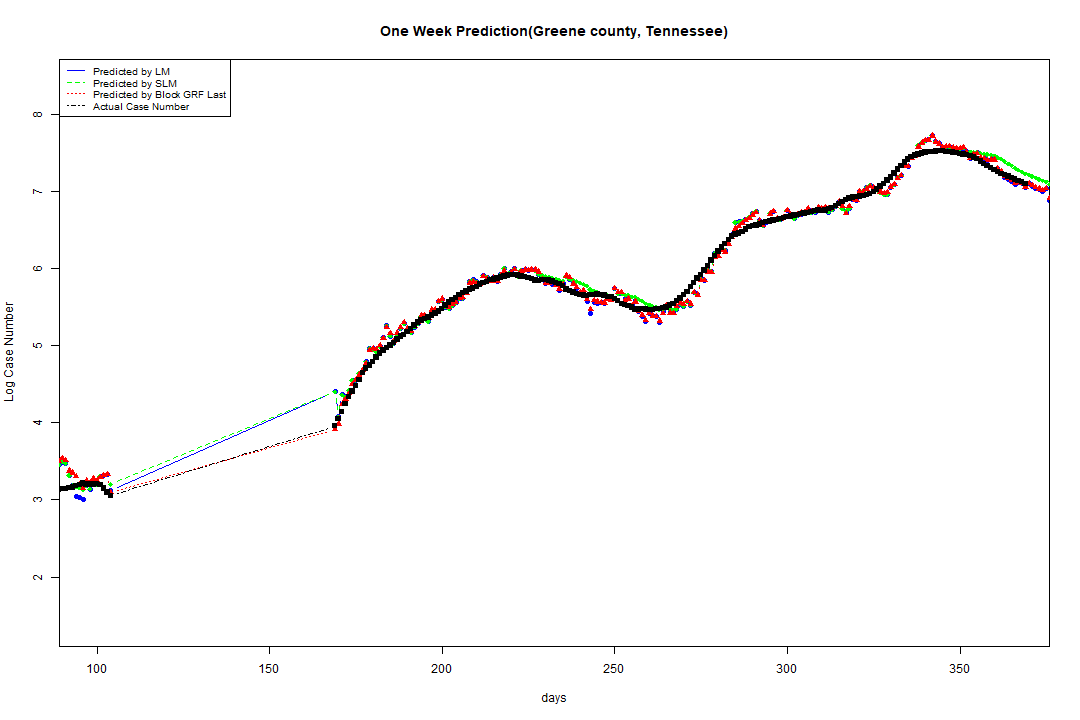 One Week Prediction(Greene county, Tennessee)
Predicted by LM
Predicted by SLM
Predicted by Block GRF Last
Actual Case Number
8
7
6
5
4
3
2
Log Case Number
100 150 200 250 300 350
days